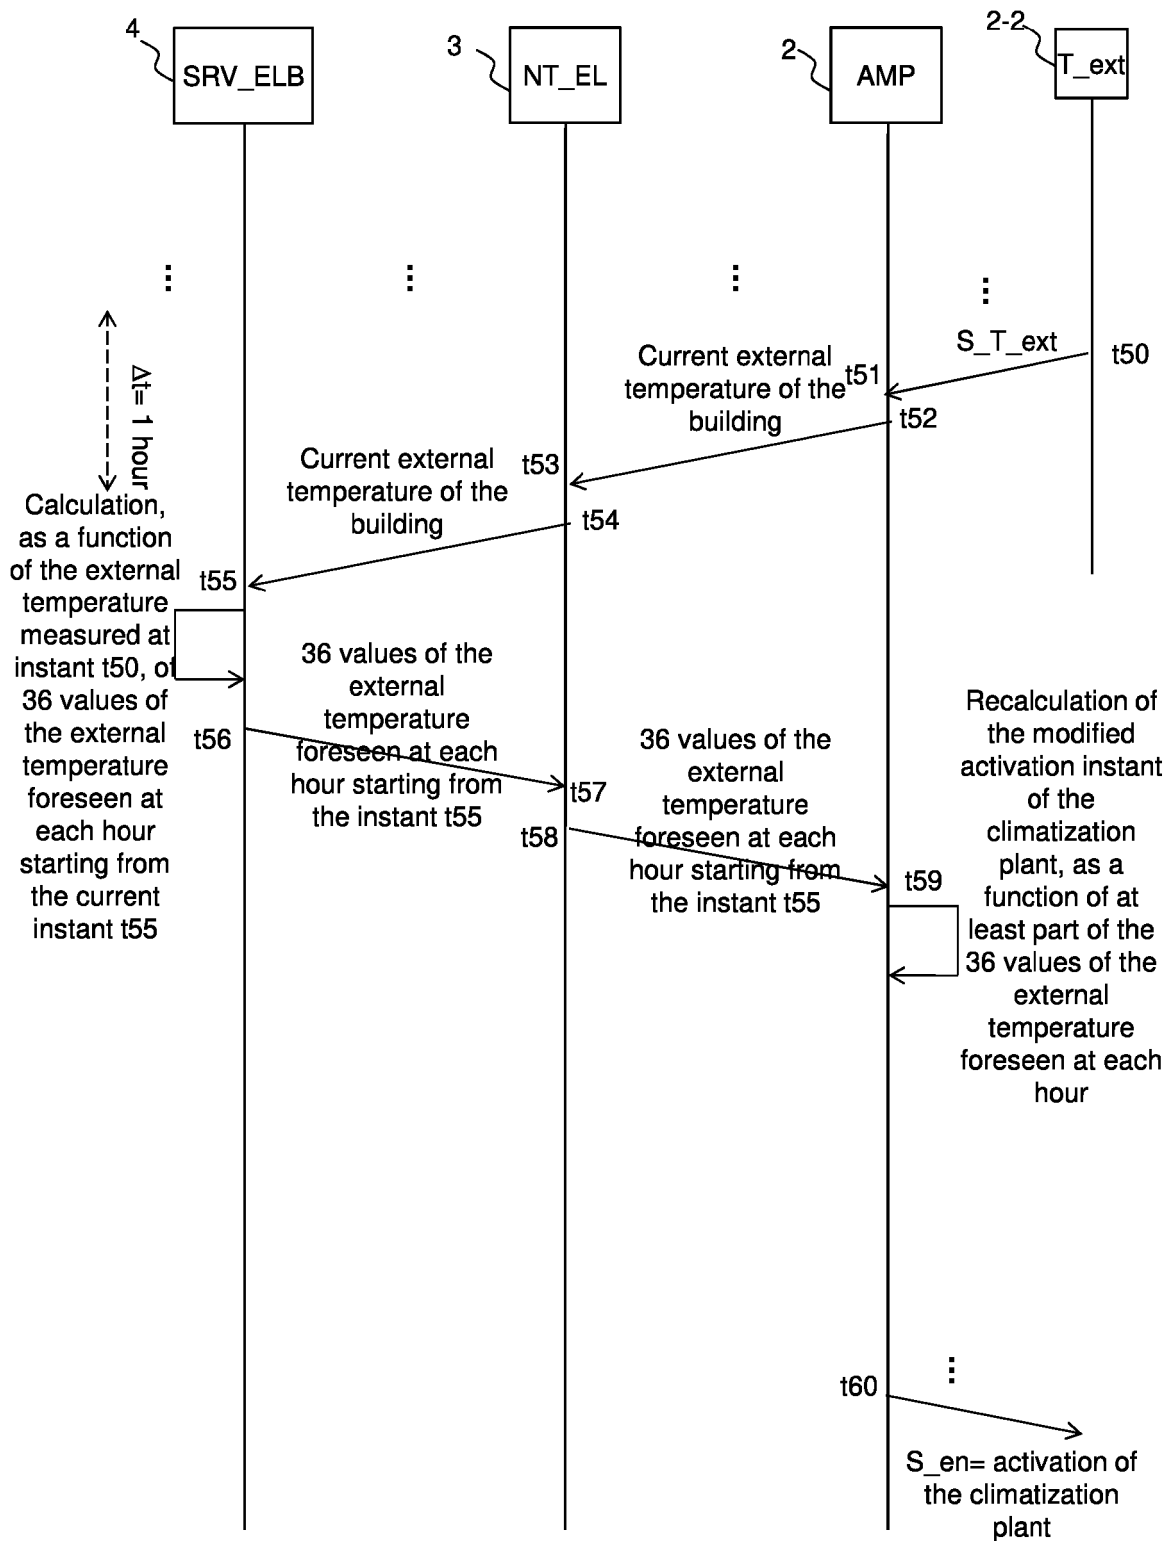 4
3
2
2-2
SRV_ELB
NT_EL
AMP
T_ext
⋮
⋮
⋮
⋮
Δt= 1 hour
S_T_ext
t50
Current external
temperature of the
building
t51
t52
Current external
temperature of the
building
t53
t54
Calculation,
as a function
of the external
temperature
measured at
instant t50, of
36 values of
the external
temperature
foreseen at
each hour
starting from
the current
instant t55
t55
t56
36 values of the
external
temperature
foreseen at each
hour starting from
the instant t55
t57
t58
36 values of the
external
temperature
foreseen at each
hour starting from
the instant t55
t59
Recalculation of
the modified
activation instant
of the
climatization
plant, as a
function of at
least part of the
36 values of the
external
temperature
foreseen at each
hour
⋮
t60
S_en= activation of
the climatization
plant